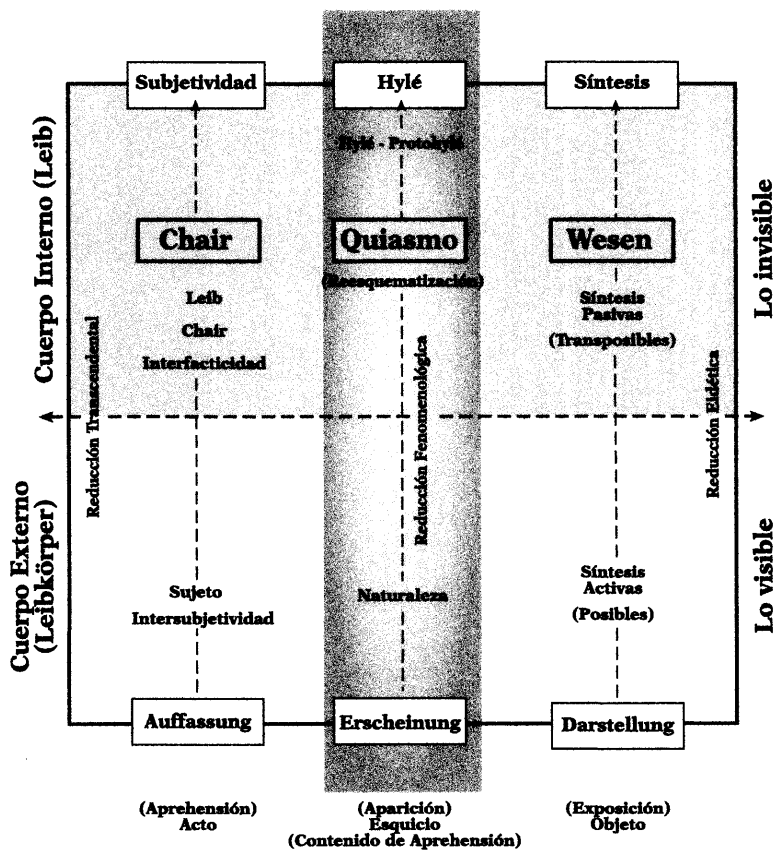 Subjetividad
Hylé
Síntesis
Hylé - Protohylé
Chair
Quiasmo
Wesen
(Reesquematización)
Leib
Chair
Interfacticidad
Síntesis
Pasivas
(Transposibles)
Cuerpo Interno (Leib)
Lo invisible
Reducción Transcendental
Reducción Fenomenológica
Reducción Eidética
Cuerpo Externo
(Leibkörper)
Lo visible
Sujeto
Intersubjetividad
Naturaleza
Síntesis
Activas
(Posibles)
Auffassung
Erscheinung
Darstellung
(Aprehensión)
Acto
(Aparición)
Esquicio
(Contenido de Aprehensión)
(Exposición)
Objeto